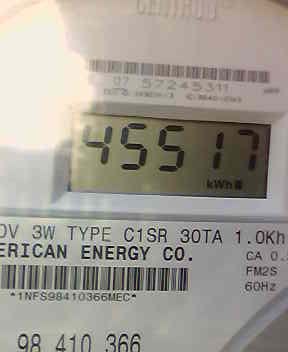 CENTRON
07 57245311
45517
kWh
0V 3W TYPE C1SR 30TA 1.0Kh
ERICAN ENERGY CO.
CA 0.
FM2S
60Hz
*1NFS98410366MEC*
98 410 366